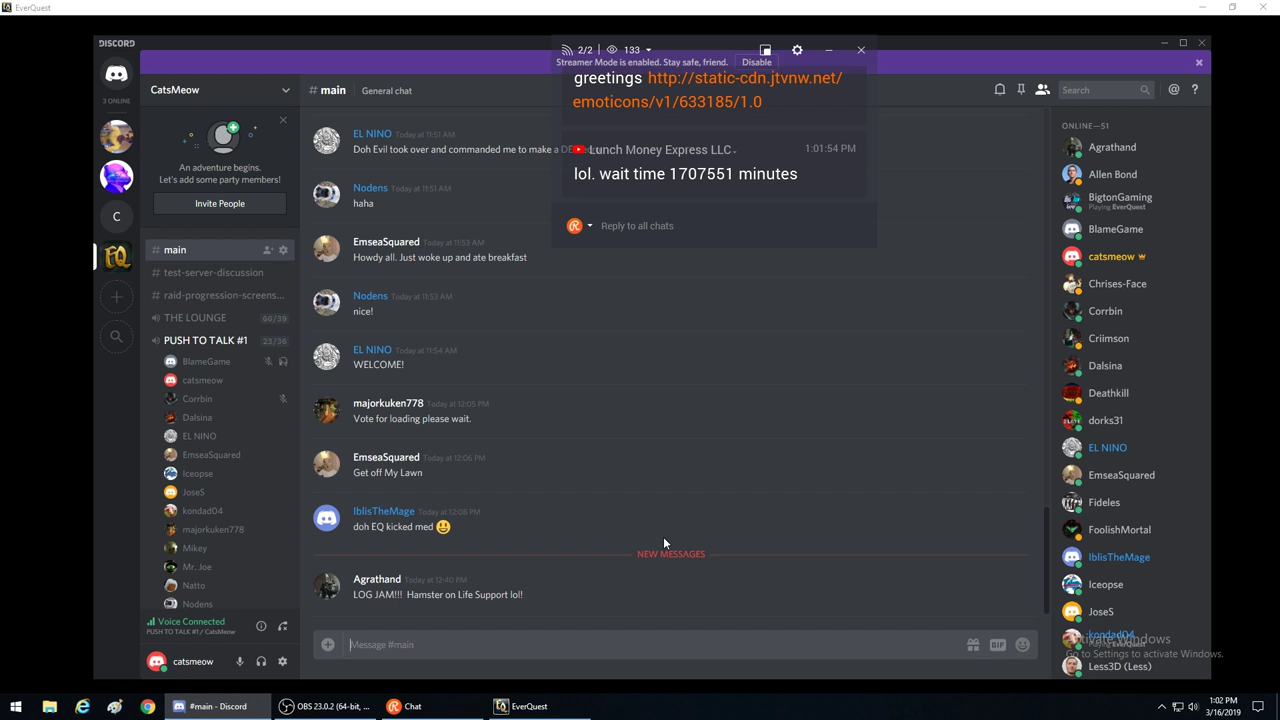 EverQuest
DISCORD
2/2 133
Streamer Mode is enabled. Stay safe, friend. Disable
3 ONLINE
CatsMeow
# main General chat
Search
greetings http://static-cdn.jtvnw.net/
emoticons/v1/633185/1.0
An adventure begins.
Let's add some party members!
Invite People
# main
# test-server-discussion
# raid-progression-screens...
THE LOUNGE 66/39
PUSH TO TALK #1 23/36
BlameGame
catsmeow
Corrbin
Dalsina
EL NINO
EmseaSquared
Iceopse
JoseS
kondad04
majorkuken778
Mikey
Mr. Joe
Natto
Nodens
Voice Connected
PUSH TO TALK #1 / CatsMeow
catsmeow
C
EL NINO Today at 11:51 AM
Doh Evil took over and commanded me to make a DE
Lunch Money Express LLC 1:01:54 PM
lol. wait time 1707551 minutes
Reply to all chats
Nodens Today at 11:51 AM
haha
EmseaSquared Today at 11:53 AM
Howdy all. Just woke up and ate breakfast
Nodens Today at 11:53 AM
nice!
EL NINO Today at 11:54 AM
WELCOME!
majorkuken778 Today at 12:05 PM
Vote for loading please wait.
EmseaSquared Today at 12:06 PM
Get off My Lawn
IblisTheMage Today at 12:08 PM
doh EQ kicked med
NEW MESSAGES
Agrathand Today at 12:40 PM
LOG JAM!!! Hamster on Life Support lol!
Message #main
GIF
ONLINE—51
Agrathand
Allen Bond
BigtonGaming
Playing EverQuest
BlameGame
catsmeow
Chrises-Face
Corrbin
Criimson
Dalsina
Deathkill
dorks31
EL NINO
EmseaSquared
Fideles
FoolishMortal
IblisTheMage
Iceopse
JoseS
kondad04
Playing EverQuest
Less3D (Less)
Activate Windows
Go to Settings to activate Windows.
#main - Discord
OBS 23.0.2 (64-bit, ...
Chat
EverQuest
1:02 PM
3/16/2019